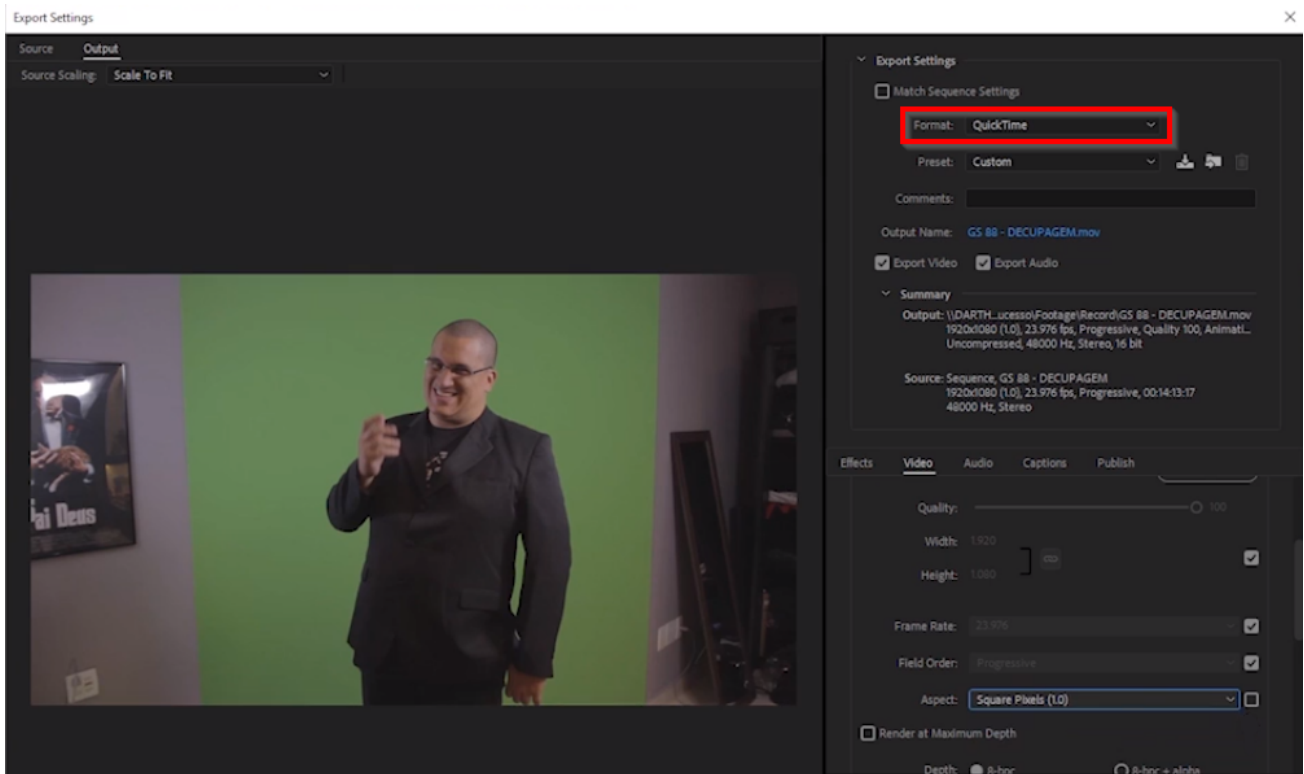 Export Settings
Source Output
Source Scaling: Scale To Fit
Export Settings
Match Sequence Settings
Format: QuickTime
Preset: Custom
Comments:
Output Name: GS 88 - DECUPAGEM.mov
Export Video Export Audio
Summary
Output: \\DARTH...ucesso\Footage\Record\GS 88 - DECUPAGEM.mov
1920x1080 (1.0), 23.976 fps, Progressive, Quality 100, Animati...
Uncompressed, 48000 Hz, Stereo, 16 bit
Source: Sequence, GS 88 - DECUPAGEM
1920x1080 (1.0), 23.976 fps, Progressive, 00:14:13:17
48000 Hz, Stereo
Effects Video Audio Captions Publish
Quality: 100
Width: 1.920
Height: 1.080
Frame Rate: 23.976
Field Order: Progressive
Aspect: Square Pixels (1.0)
Render at Maximum Depth
Depth: 8-bpc 8-bpc + alpha
ai Deus